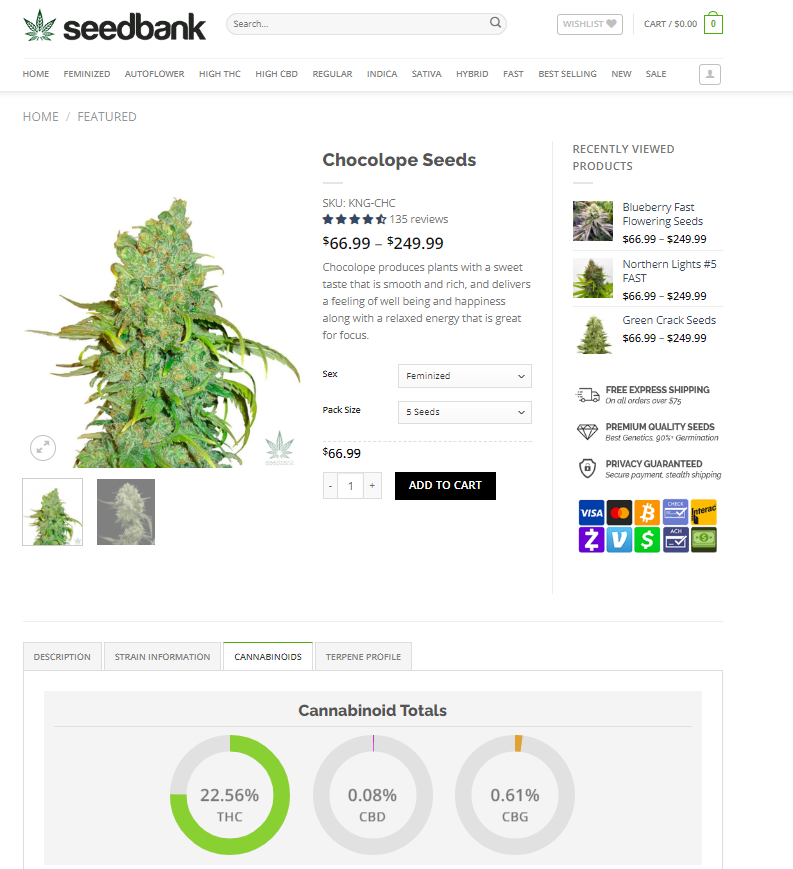 seedbank
Search...
WISHLIST
CART / $0.00
0
HOME FEMINIZED AUTOFLOWER HIGH THC HIGH CBD REGULAR INDICA SATIVA HYBRID FAST BEST SELLING NEW SALE
HOME / FEATURED
Chocolope Seeds
SKU: KNG-CHC
135 reviews
$66.99 – $249.99
Chocolope produces plants with a sweet
taste that is smooth and rich, and delivers
a feeling of well being and happiness
along with a relaxed energy that is great
for focus.
Sex
Feminized
Pack Size
5 Seeds
$66.99
- 1 +
ADD TO CART
RECENTLY VIEWED
PRODUCTS
Blueberry Fast
Flowering Seeds
$66.99 – $249.99
Northern Lights #5
FAST
$66.99 – $249.99
Green Crack Seeds
$66.99 – $249.99
FREE EXPRESS SHIPPING
On all orders over $75
PREMIUM QUALITY SEEDS
Best Genetics, 90%+ Germination
PRIVACY GUARANTEED
Secure payment, stealth shipping
VISA
CHECK
Interac
ACH
DESCRIPTION
STRAIN INFORMATION
CANNABINOIDS
TERPENE PROFILE
Cannabinoid Totals
22.56%
THC
0.08%
CBD
0.61%
CBG